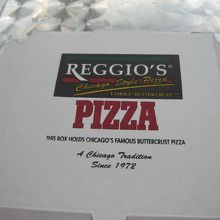 REGGIO'S®
Chicago Style Pizza
FAMOUS "BUTTERCRUST"
PIZZA
THIS BOX HOLDS CHICAGO'S FAMOUS BUTTERCRUST PIZZA
A Chicago Tradition
Since 1972